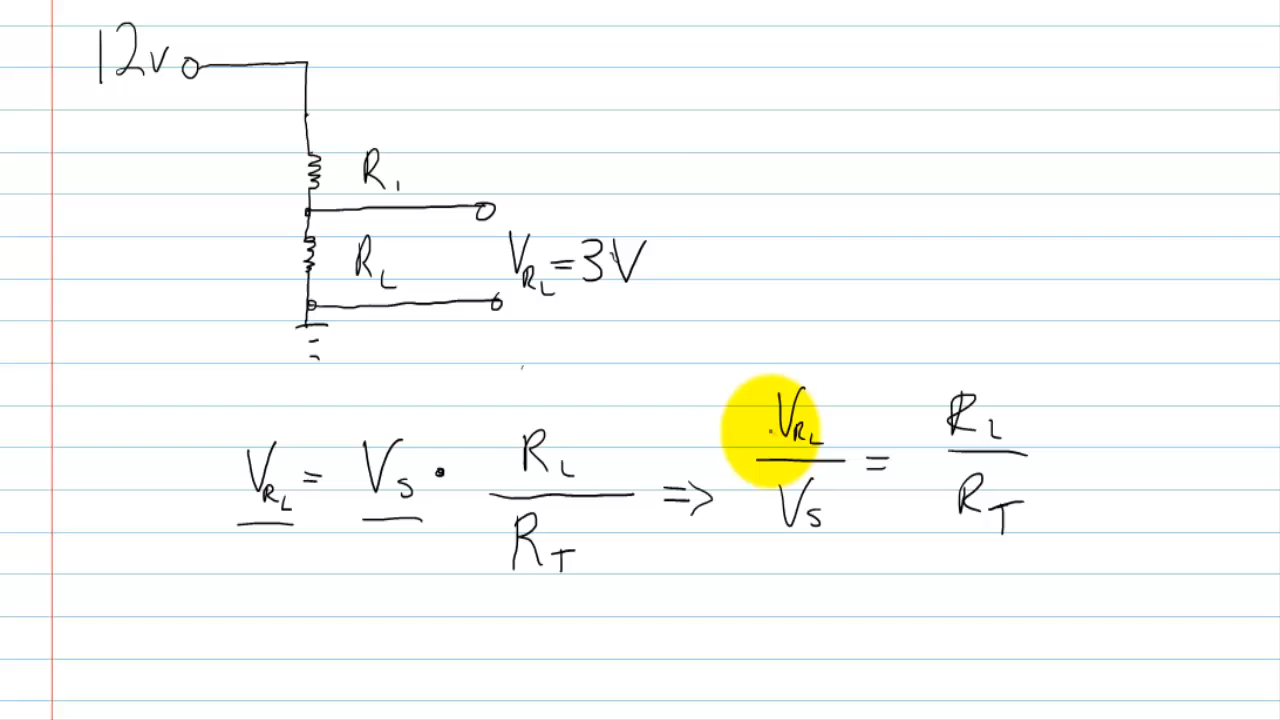 12v
R1
RL
VRL = 3V
VRL = VS · RL / RT => VRL / VS = RL / RT